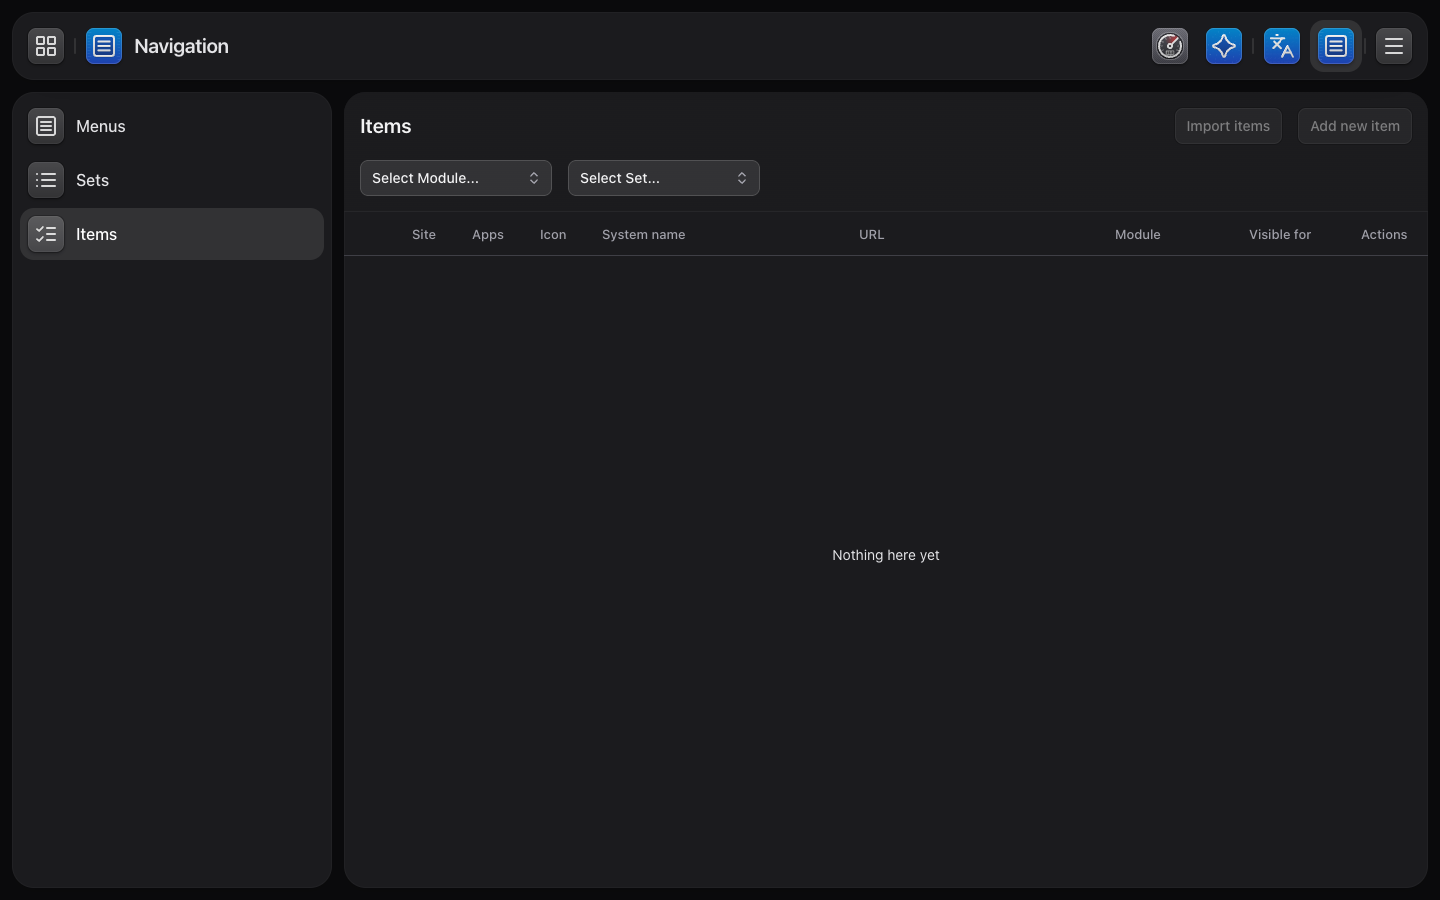 Navigation
Menus
Sets
Items
Items
Import items
Add new item
Select Module...
Select Set...
Site
Apps
Icon
System name
URL
Module
Visible for
Actions
Nothing here yet